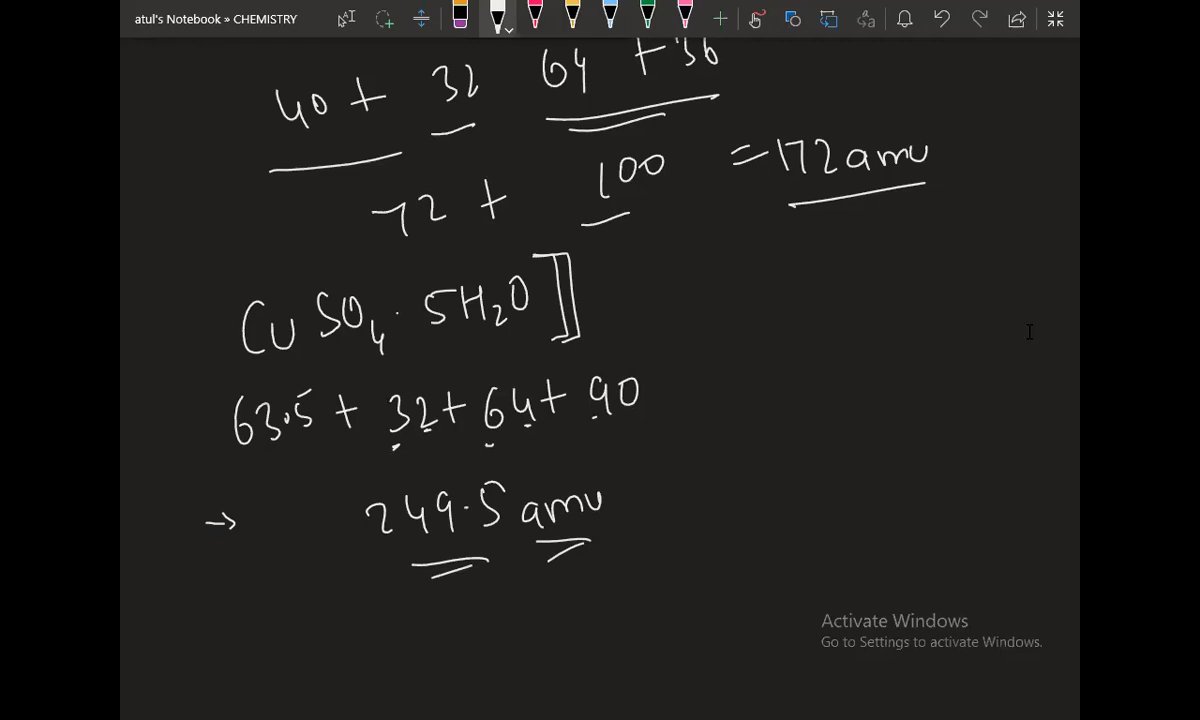 atul's Notebook » CHEMISTRY
40 + 32 64 + 36
72 + 100 = 172 amu
CuSO₄ · 5H₂O ]]
63.5 + 32 + 64 + 90
→ 249.5 amu
Activate Windows
Go to Settings to activate Windows.